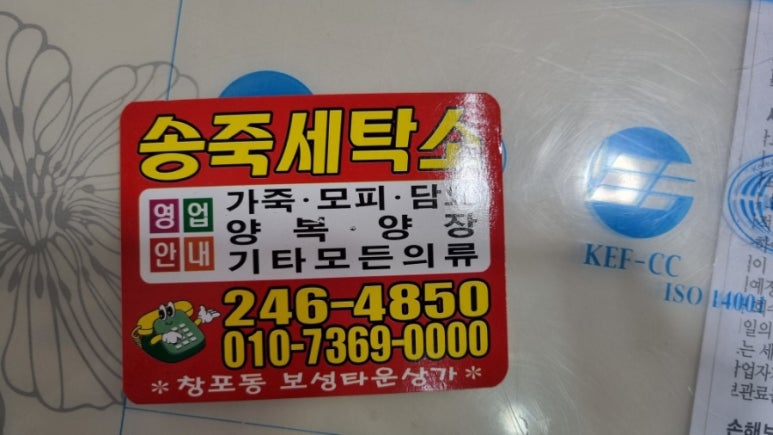 송죽세탁소
영업
안내
가죽·모피·담요
양 복·양 장
기타모든의류
246-4850
010-7369-0000
*창포동 보성타운상가*
KEF-CC
ISO 14001